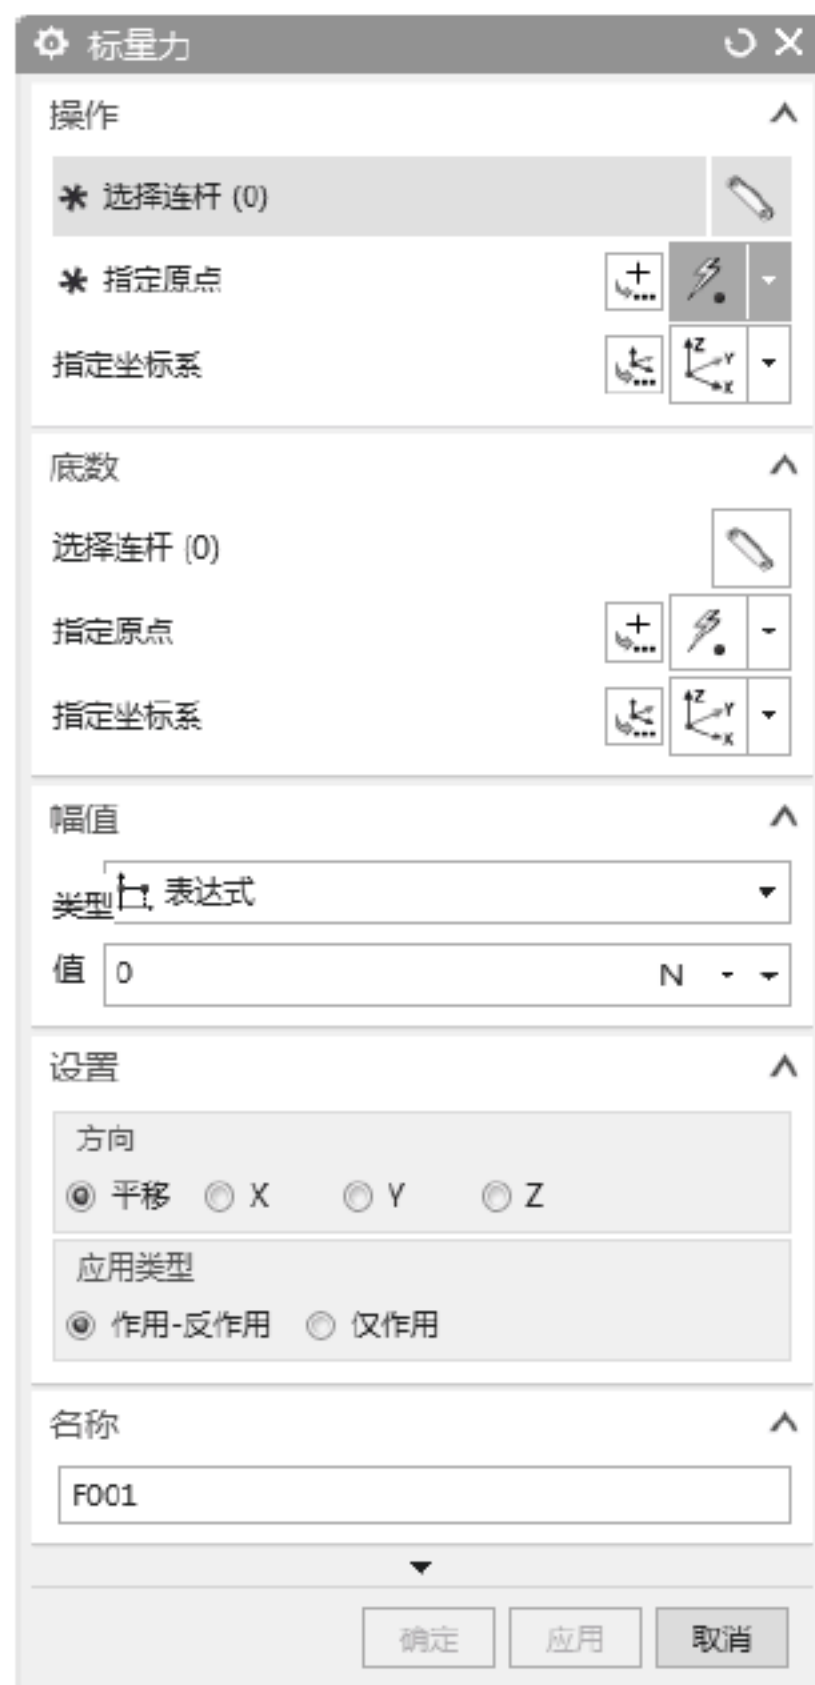 标量力
操作
* 选择连杆 (0)
* 指定原点
指定坐标系
底数
选择连杆 (0)
指定原点
指定坐标系
幅值
类型 表达式
值 0 N
设置
方向
平移 X Y Z
应用类型
作用-反作用 仅作用
名称
F001
确定 应用 取消